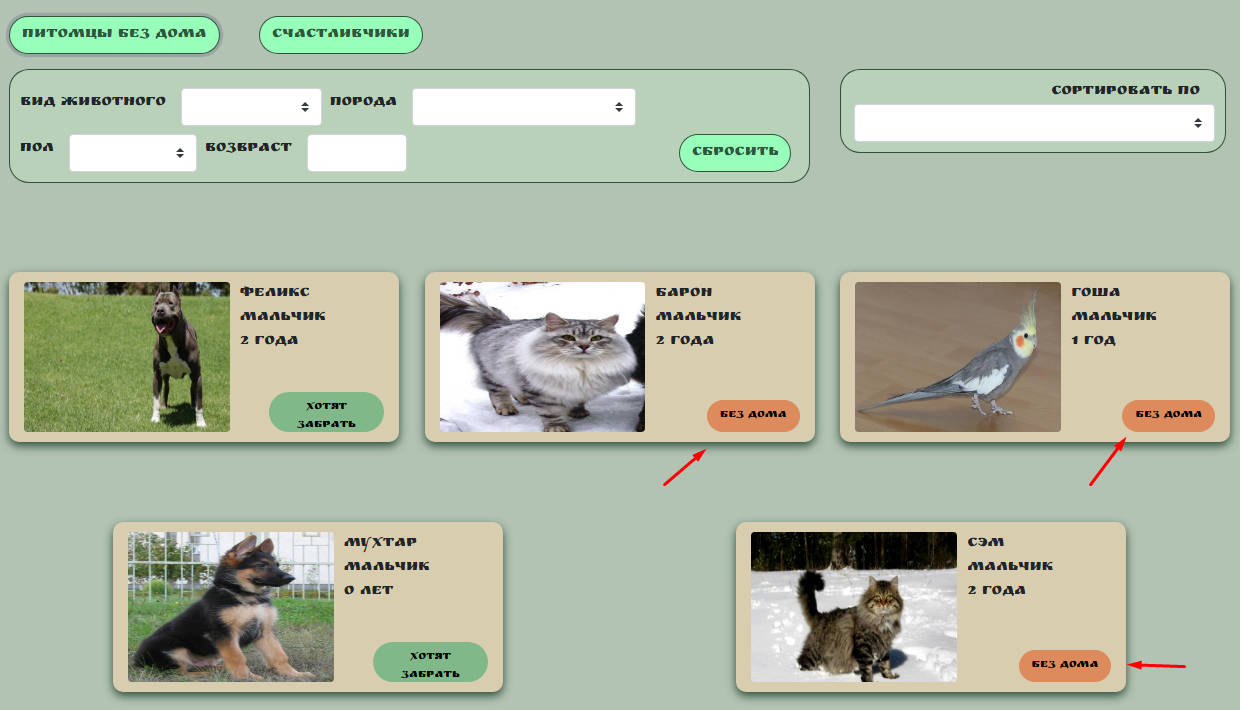 ПИТОМЦЫ БЕЗ ДОМА СЧАСТЛИВЧИКИ
ВИД ЖИВОТНОГО ПОРОДА
СОРТИРОВАТЬ ПО
ПОЛ ВОЗВРАСТ СБРОСИТЬ
ФЕЛИКС
МАЛЬЧИК
2 ГОДА
ХОТЯТ
ЗАБРАТЬ
БАРОН
МАЛЬЧИК
2 ГОДА
БЕЗ ДОМА
ГОША
МАЛЬЧИК
1 ГОД
БЕЗ ДОМА
МУХТАР
МАЛЬЧИК
0 ЛЕТ
ХОТЯТ
ЗАБРАТЬ
СЭМ
МАЛЬЧИК
2 ГОДА
БЕЗ ДОМА